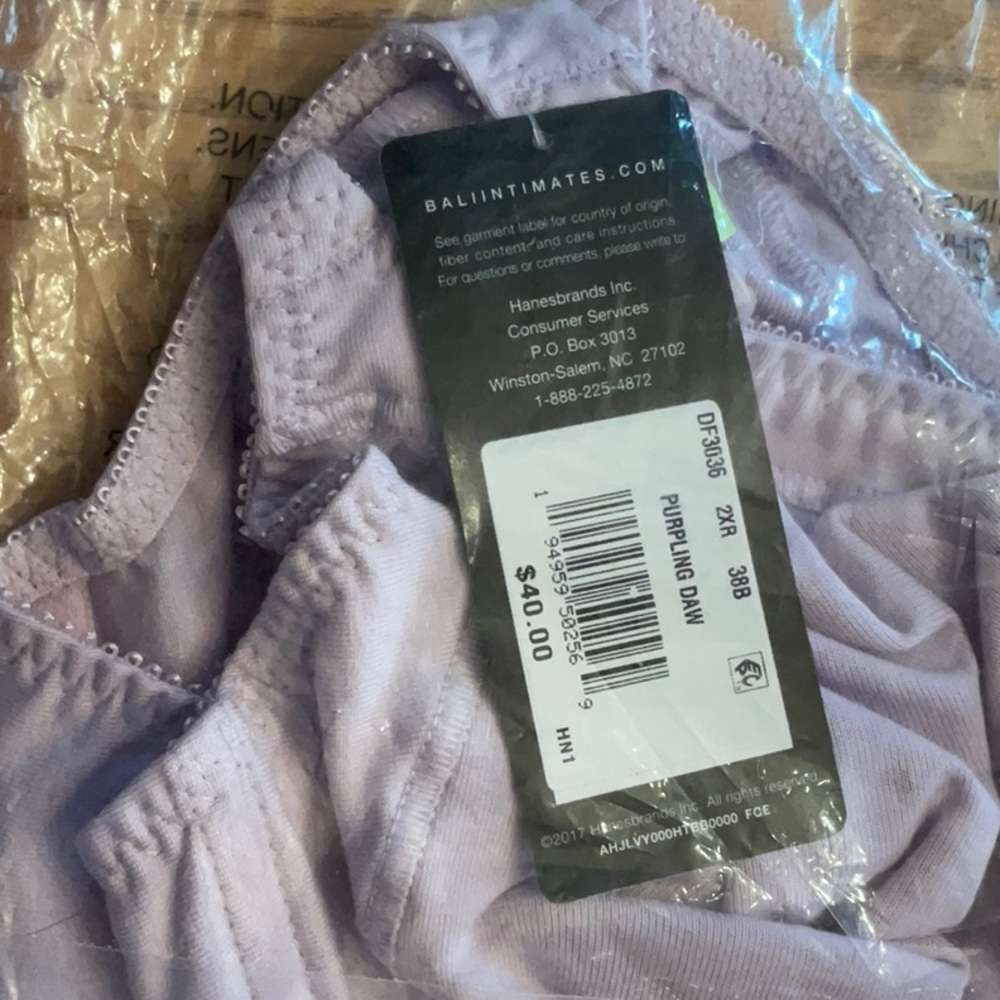 BALIINTIMATES.COM
See garment label for country of origin,
fiber content and care instructions.
For questions or comments, please write to:
Hanesbrands Inc.
Consumer Services
P.O. Box 3013
Winston-Salem, NC 27102
1-888-225-4872
DF3036 2XR 38B
PURPLING DAW
1 94959 50256 9
$40.00
HN1
©2017 Hanesbrands Inc. All rights reserved.
AHJLVY000HTBB0000 FCE